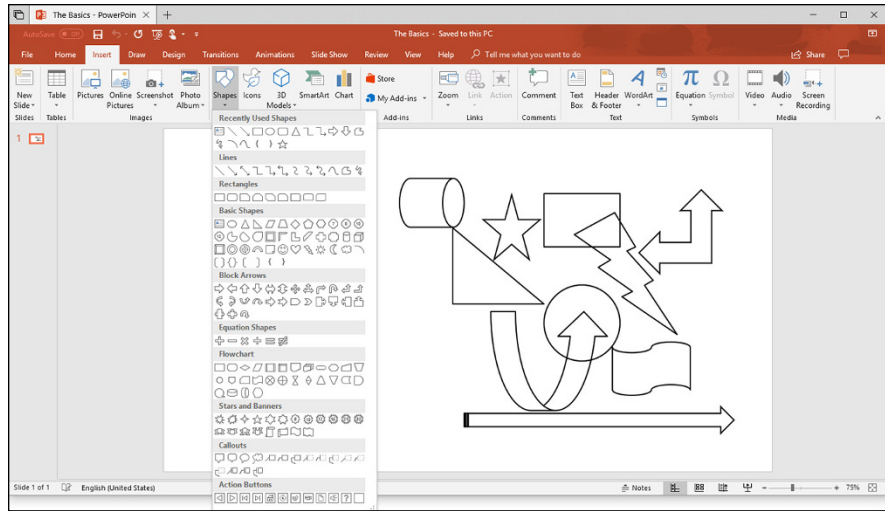 The Basics - PowerPoin
AutoSave
The Basics - Saved to this PC
File Home Insert Draw Design Transitions Animations Slide Show Review View Help Tell me what you want to do Share
New Slide
Table
Pictures
Online Pictures
Screenshot
Photo Album
Shapes
Icons
3D Models
SmartArt
Chart
Store
My Add-ins
Zoom
Link
Action
Comment
Text Box
Header & Footer
WordArt
Equation
Symbol
Video
Audio
Screen Recording
Slides Tables Images Add-ins Links Comments Text Symbols Media
1
Recently Used Shapes
Lines
Rectangles
Basic Shapes
Block Arrows
Equation Shapes
Flowchart
Stars and Banners
Callouts
Action Buttons
Slide 1 of 1 English (United States) Notes 75%